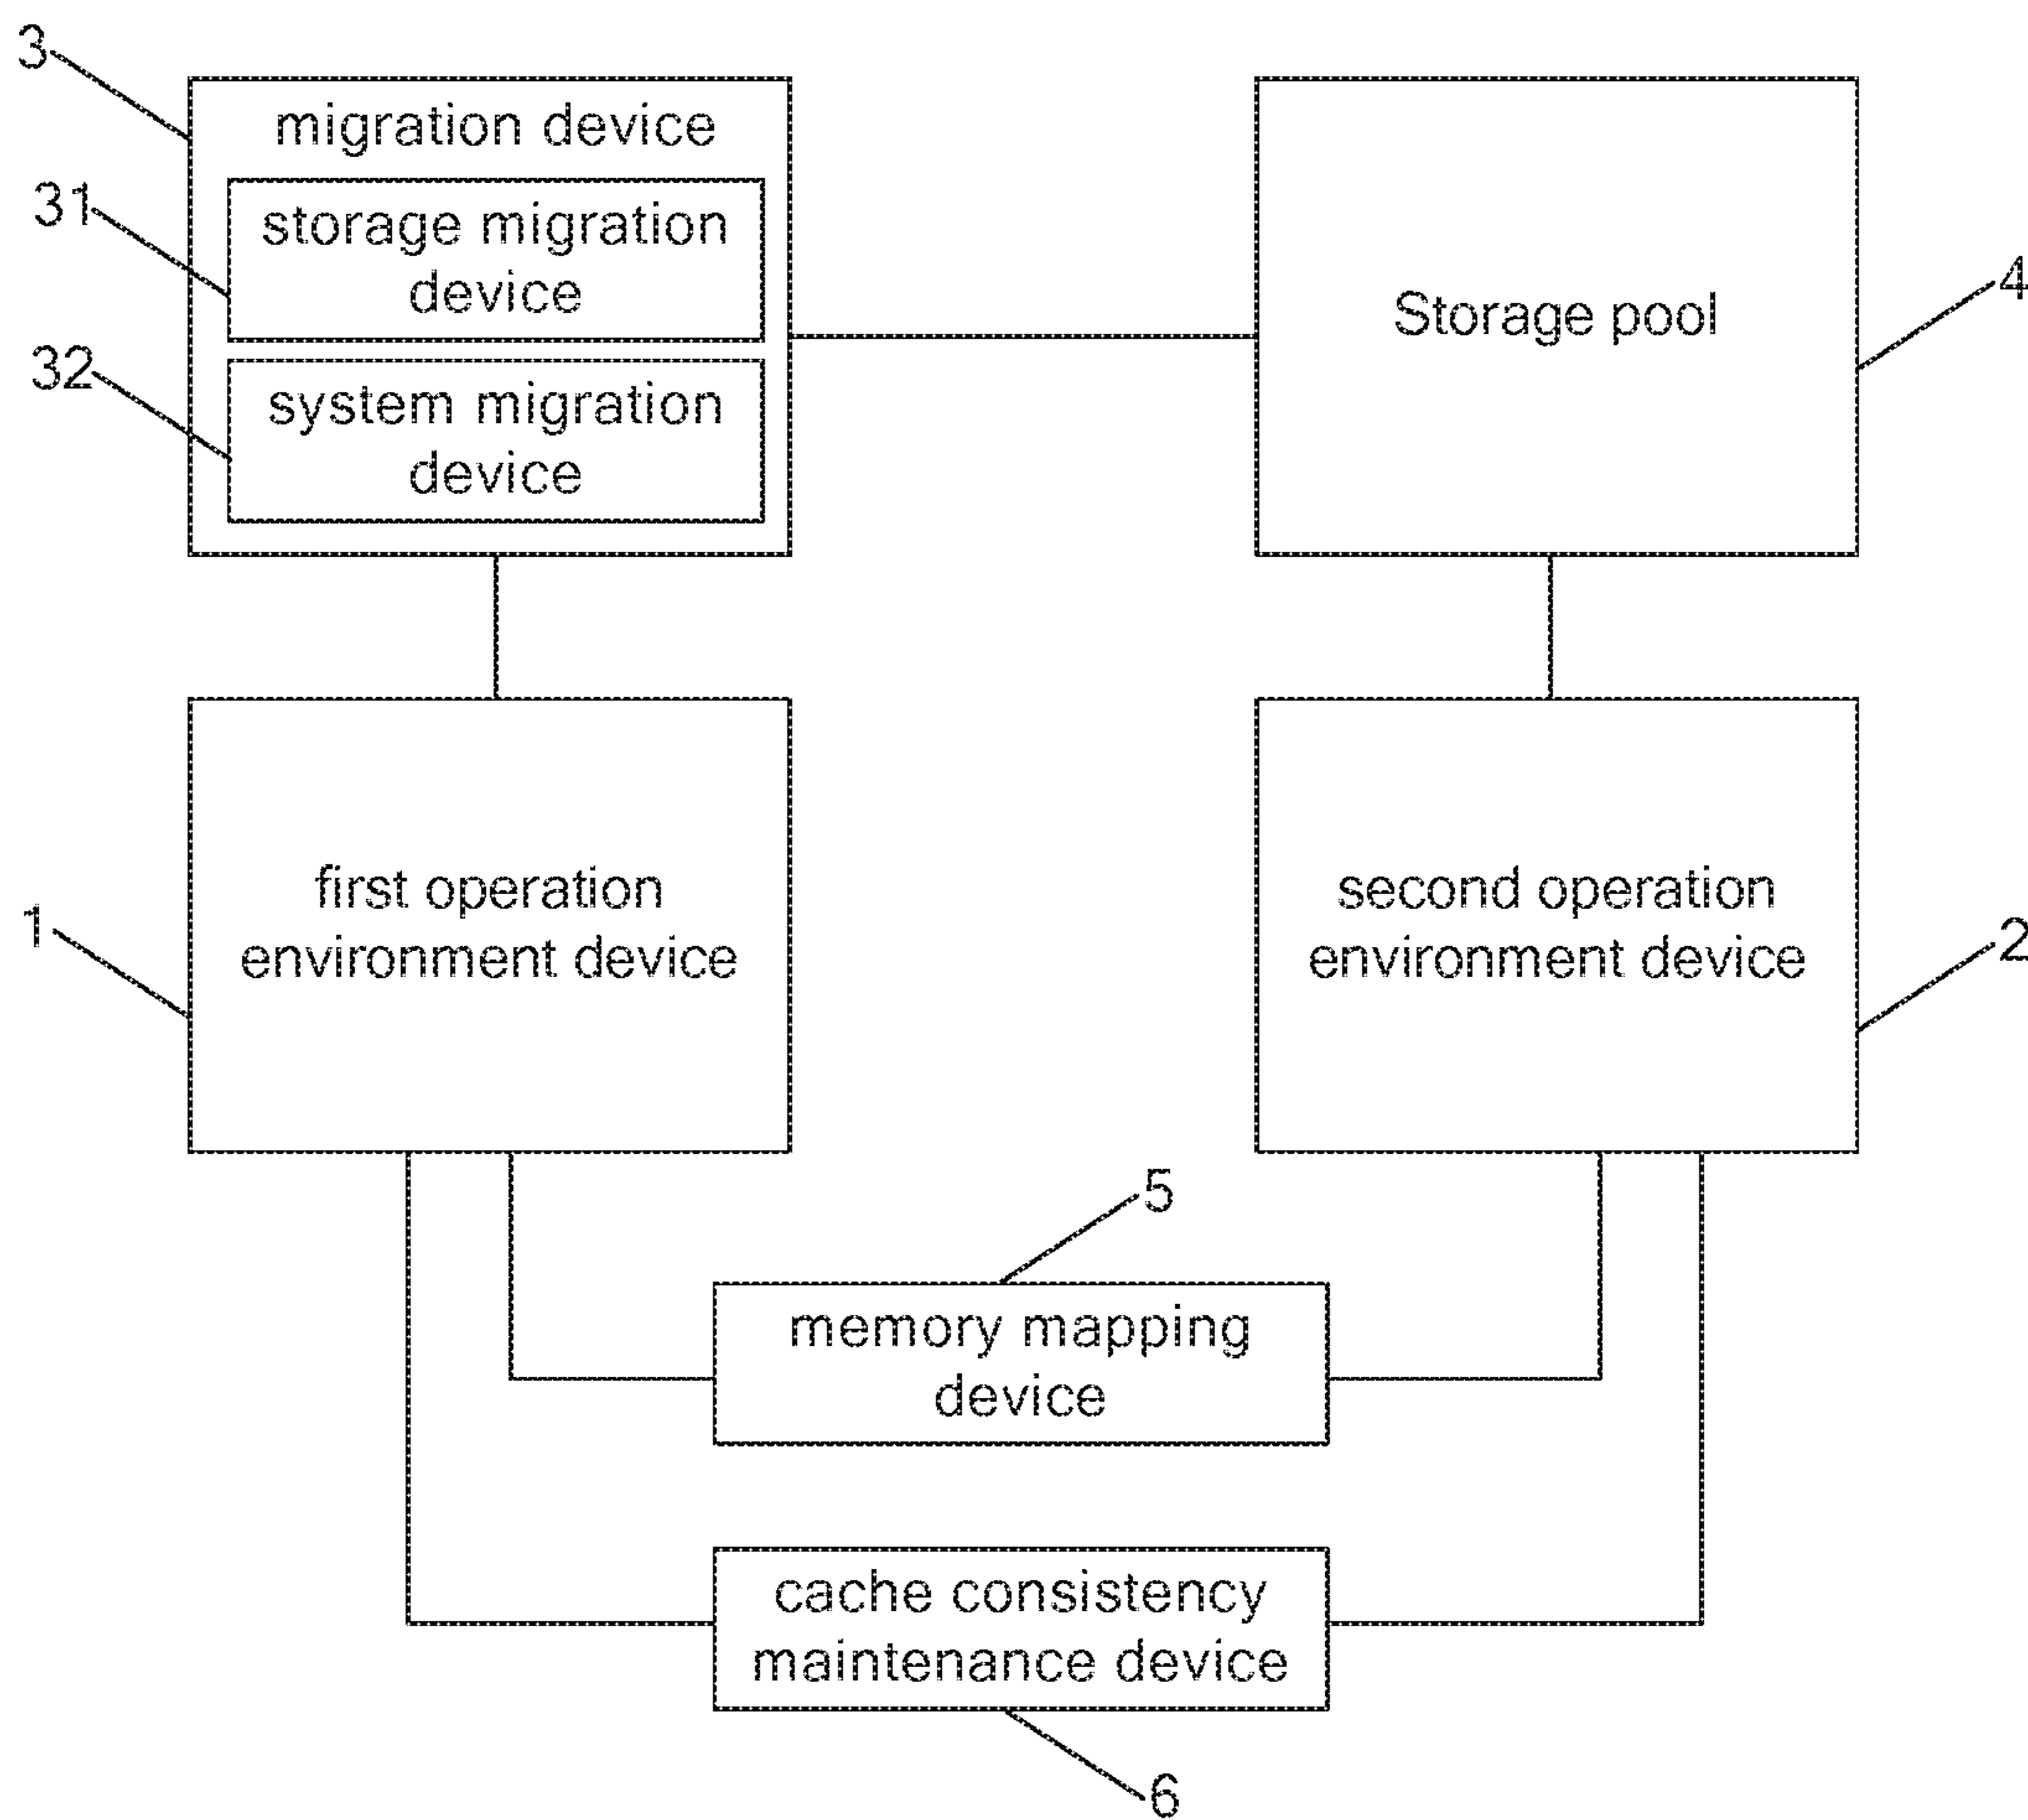 3
migration device
31
storage migration
device
32
system migration
device
Storage pool
4
1
first operation
environment device
second operation
environment device
2
5
memory mapping
device
cache consistency
maintenance device
6